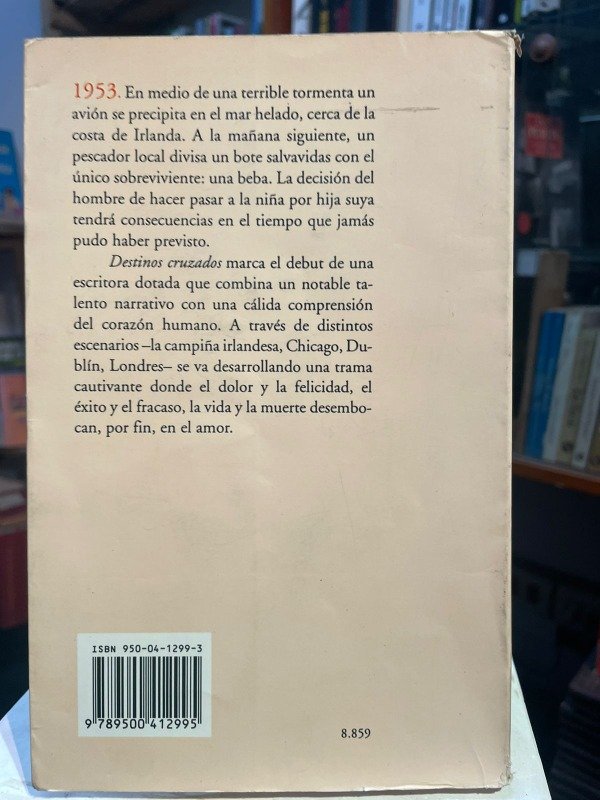 1953. En medio de una terrible tormenta un
avión se precipita en el mar helado, cerca de la
costa de Irlanda. A la mañana siguiente, un
pescador local divisa un bote salvavidas con el
único sobreviviente: una beba. La decisión del
hombre de hacer pasar a la niña por hija suya
tendrá consecuencias en el tiempo que jamás
pudo haber previsto.
Destinos cruzados marca el debut de una
escritora dotada que combina un notable ta-
lento narrativo con una cálida comprensión
del corazón humano. A través de distintos
escenarios –la campiña irlandesa, Chicago, Du-
blín, Londres– se va desarrollando una trama
cautivante donde el dolor y la felicidad, el
éxito y el fracaso, la vida y la muerte desembo-
can, por fin, en el amor.
ISBN 950-04-1299-3
9 789500 412995
8.859